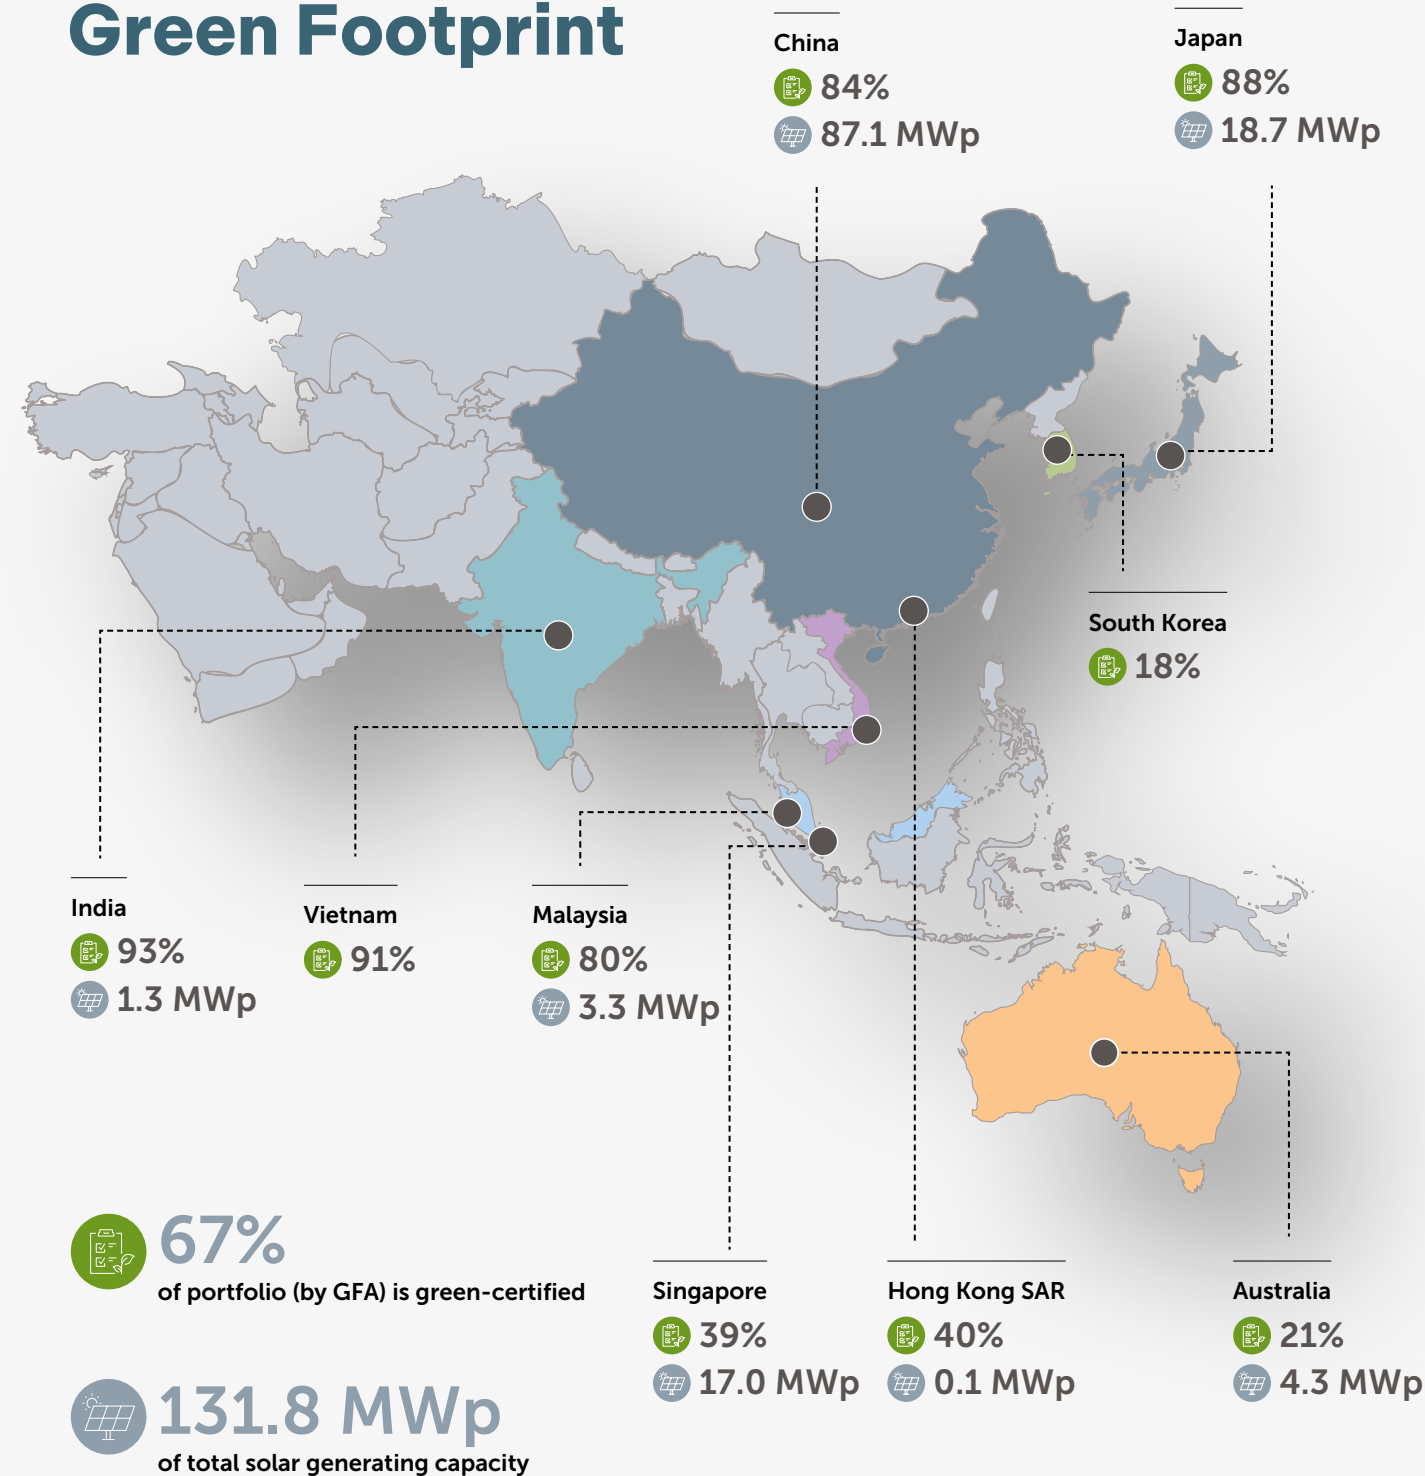 Green Footprint
China
84%
87.1 MWp
Japan
88%
18.7 MWp
South Korea
18%
India
93%
1.3 MWp
Vietnam
91%
Malaysia
80%
3.3 MWp
67%
of portfolio (by GFA) is green-certified
131.8 MWp
of total solar generating capacity
Singapore
39%
17.0 MWp
Hong Kong SAR
40%
0.1 MWp
Australia
21%
4.3 MWp